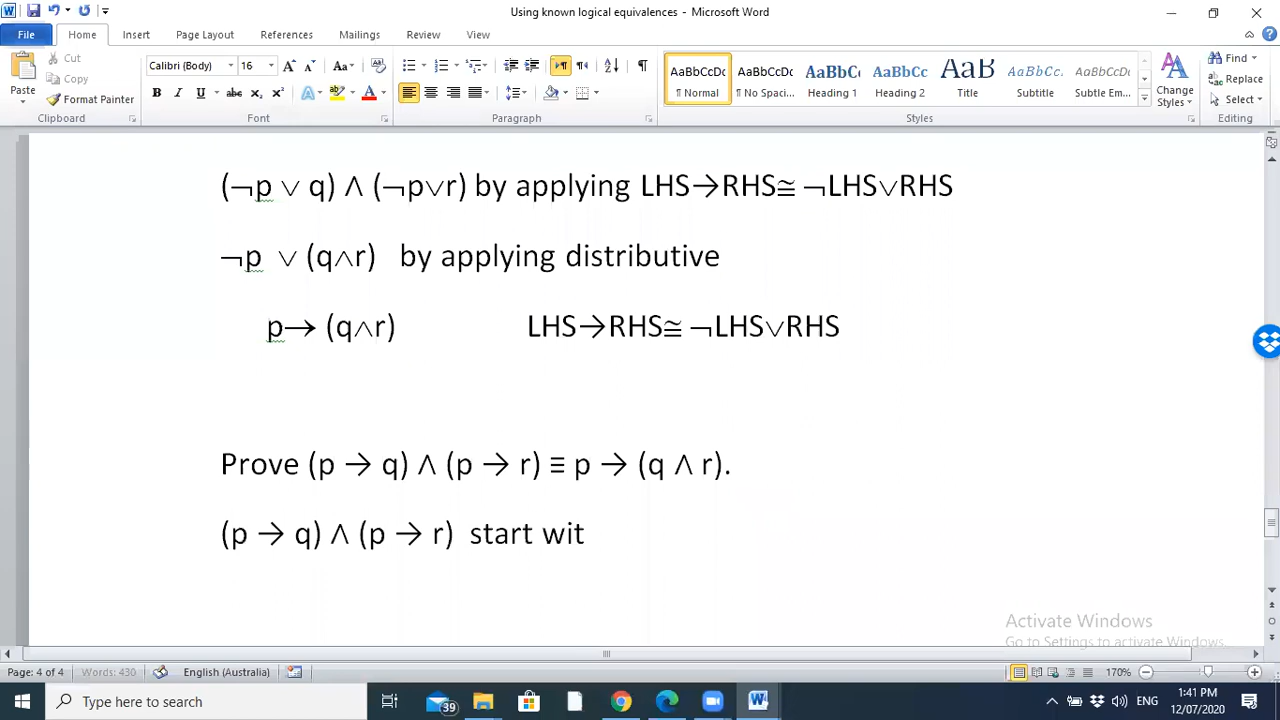 Using known logical equivalences - Microsoft Word
File Home Insert Page Layout References Mailings Review View
Cut
Copy
Format Painter
Paste
Calibri (Body) 16
AaBbCcDc AaBbCcDc AaBbCc AaBbCc AaB AaBbCc. AaBbCcDc
¶ Normal ¶ No Spaci... Heading 1 Heading 2 Title Subtitle Subtle Em...
Change Styles
Find
Replace
Select
Clipboard Font Paragraph Styles Editing
(¬p ∨ q) ∧ (¬p∨r) by applying LHS→RHS≅ ¬LHS∨RHS
¬p ∨ (q∧r) by applying distributive
p→ (q∧r) LHS→RHS≅ ¬LHS∨RHS
Prove (p → q) ∧ (p → r) ≡ p → (q ∧ r).
(p → q) ∧ (p → r) start wit
Activate Windows
Go to Settings to activate Windows.
Page: 4 of 4 Words: 430 English (Australia) 170%
Type here to search
39
ENG
1:41 PM
12/07/2020